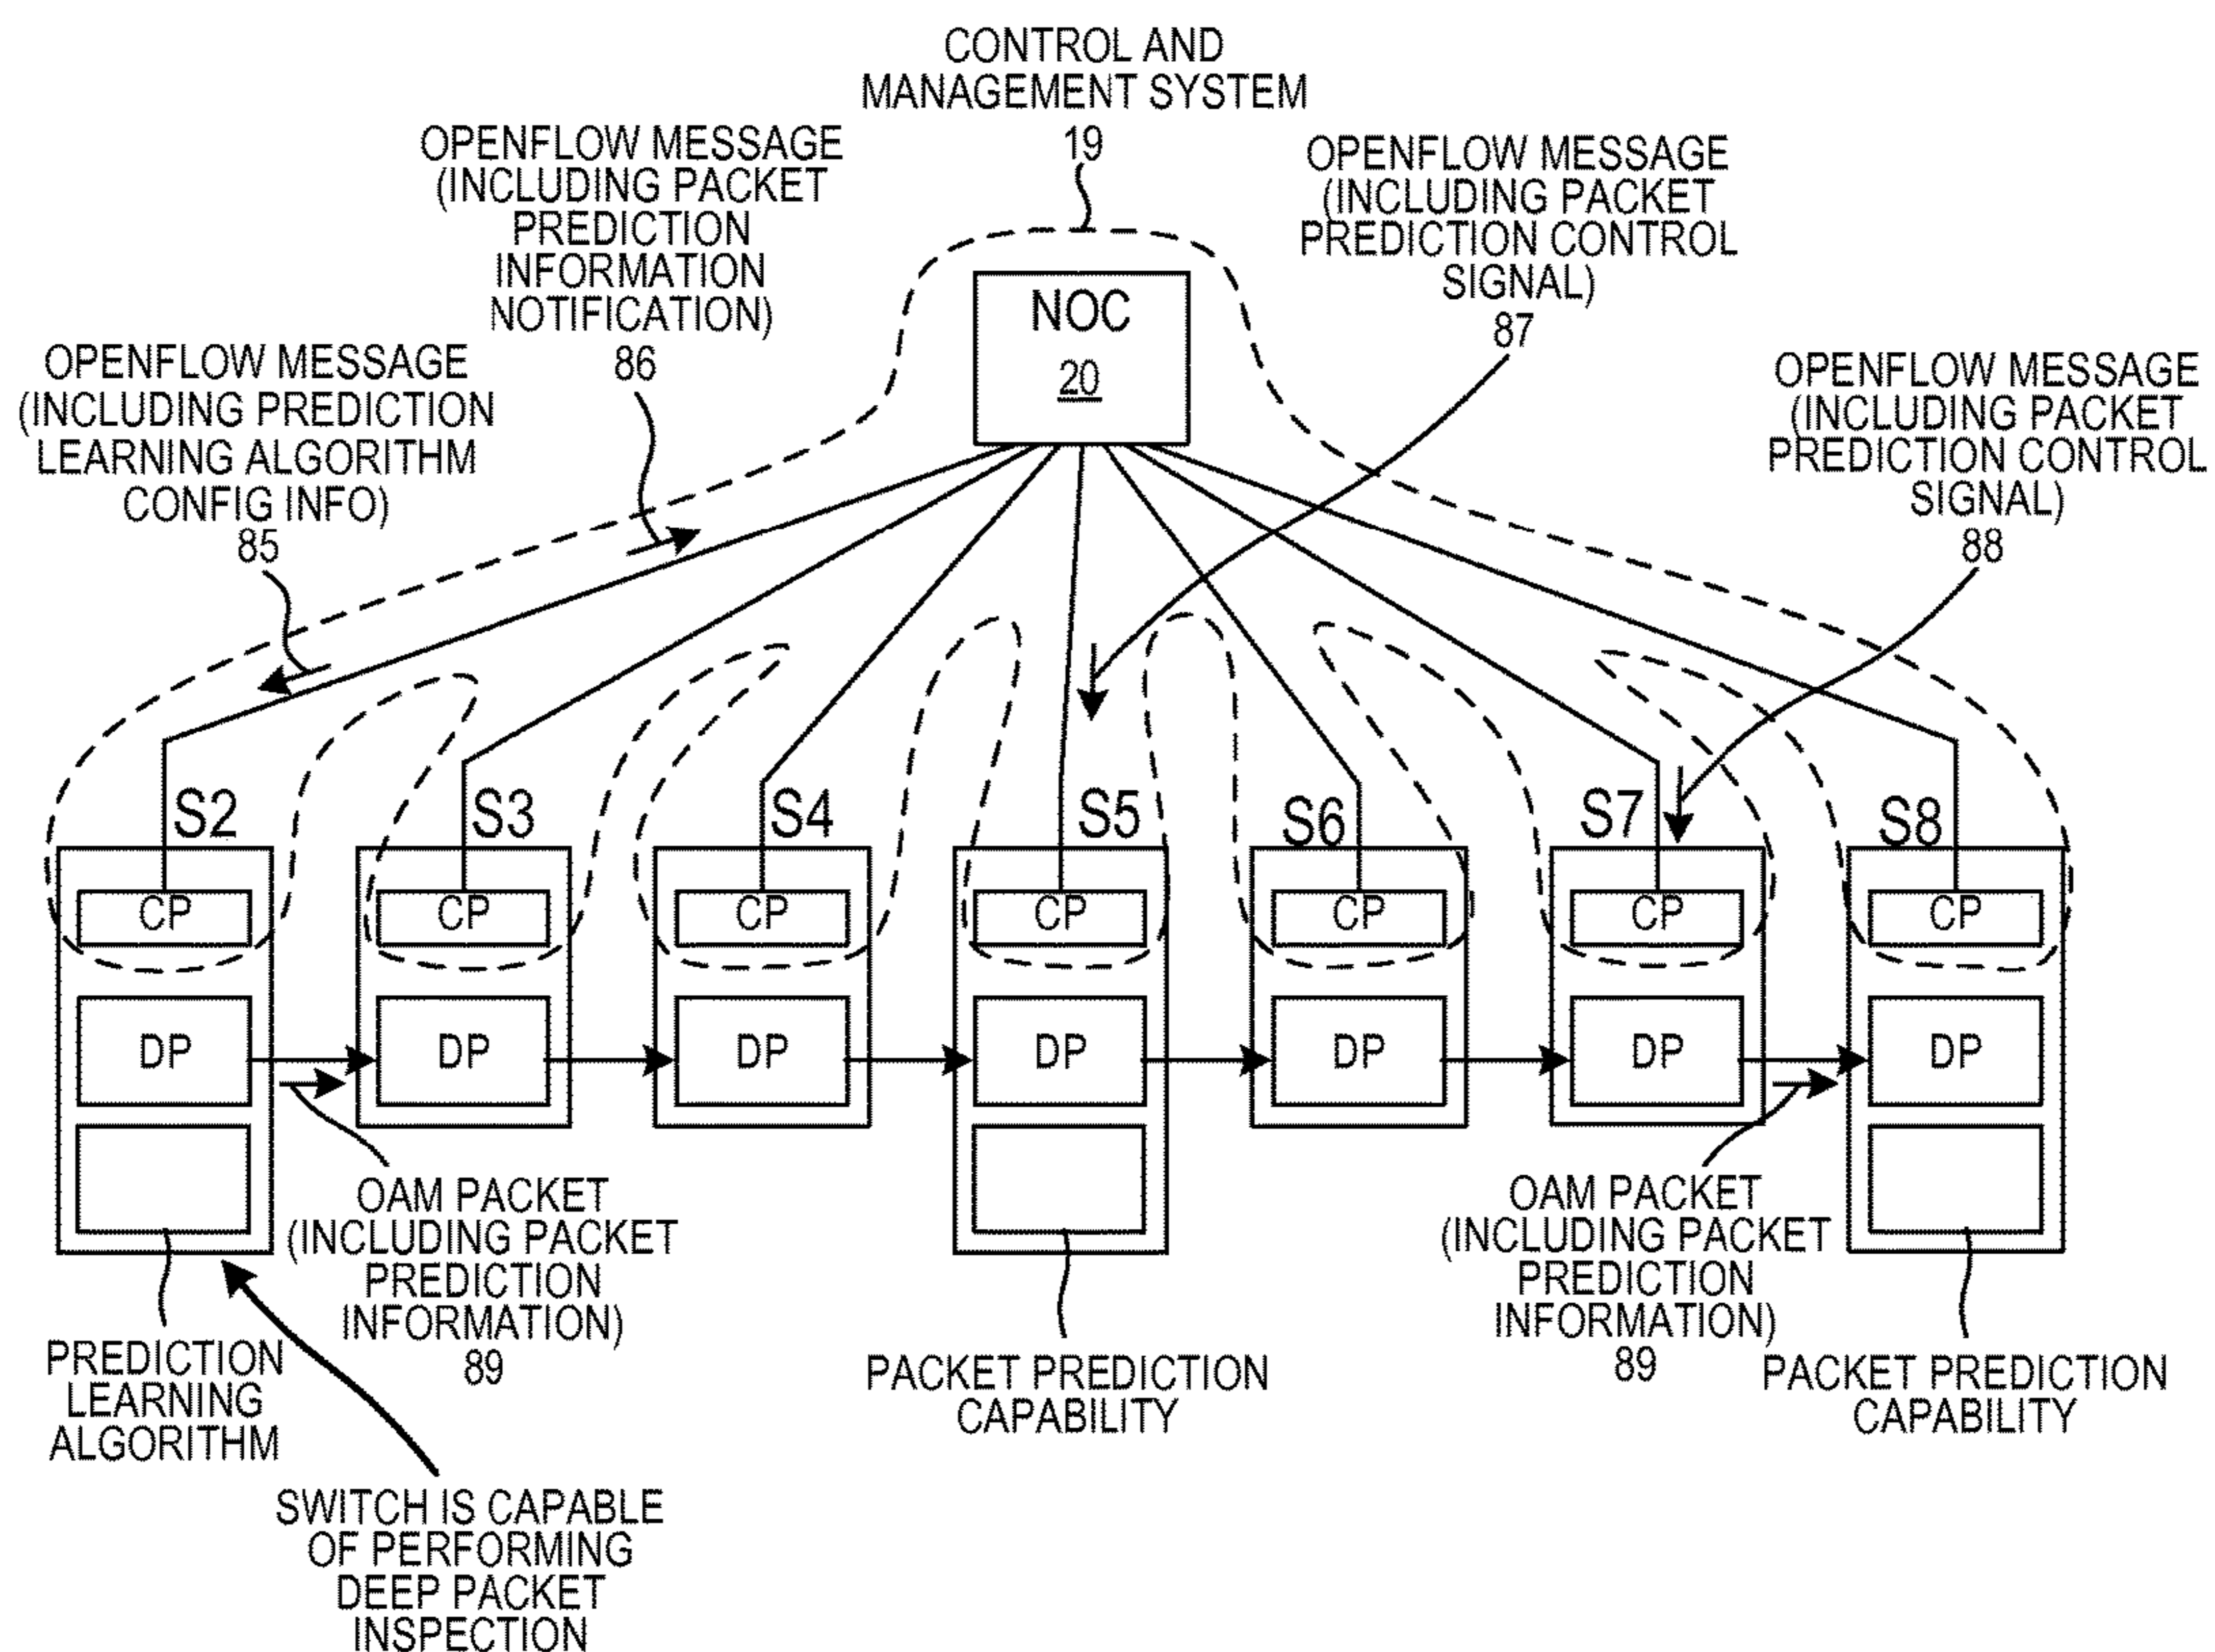 CONTROL AND
MANAGEMENT SYSTEM
19
OPENFLOW MESSAGE
(INCLUDING PACKET
PREDICTION
INFORMATION
NOTIFICATION)
86
OPENFLOW MESSAGE
(INCLUDING PACKET
PREDICTION CONTROL
SIGNAL)
87
NOC
20
OPENFLOW MESSAGE
(INCLUDING PREDICTION
LEARNING ALGORITHM
CONFIG INFO)
85
OPENFLOW MESSAGE
(INCLUDING PACKET
PREDICTION CONTROL
SIGNAL)
88
S2 S3 S4 S5 S6 S7 S8
CP CP CP CP CP CP CP
DP DP DP DP DP DP DP
OAM PACKET
(INCLUDING PACKET
PREDICTION
INFORMATION)
89
OAM PACKET
(INCLUDING PACKET
PREDICTION
INFORMATION)
89
PREDICTION
LEARNING
ALGORITHM
PACKET PREDICTION
CAPABILITY
PACKET PREDICTION
CAPABILITY
SWITCH IS CAPABLE
OF PERFORMING
DEEP PACKET
INSPECTION